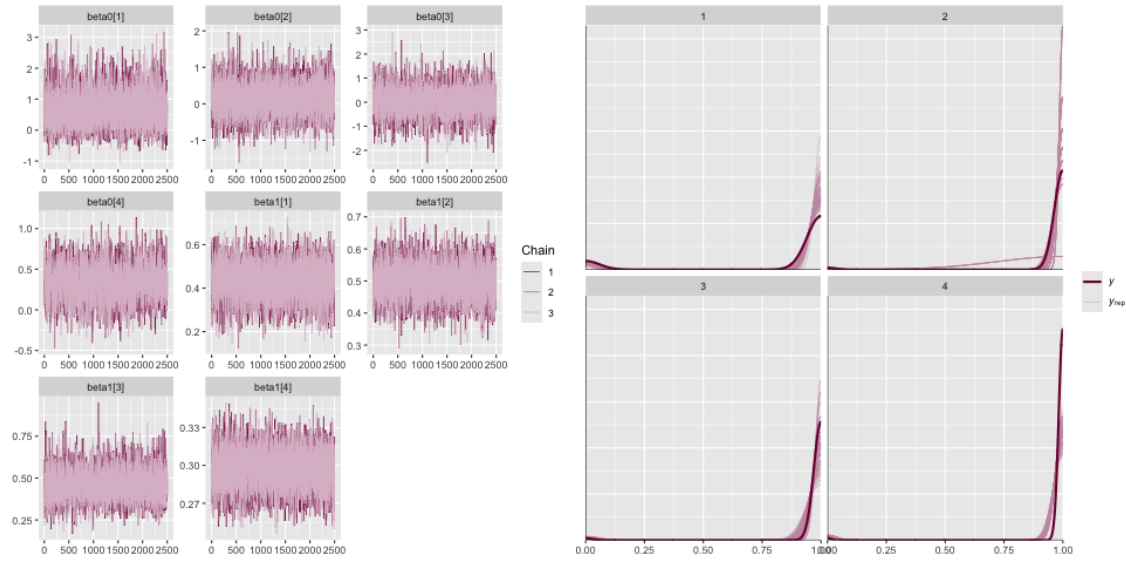 beta0[1] beta0[2] beta0[3]
3
2
1
0
-1
2
1
0
-1
3
2
1
0
-1
-2
0 500 1000 1500 2000 2500
0 500 1000 1500 2000 2500
0 500 1000 1500 2000 2500
beta0[4] beta1[1] beta1[2]
1.0
0.5
0.0
-0.5
0.6
0.4
0.2
0.7
0.6
0.5
0.4
0.3
0 500 1000 1500 2000 2500
0 500 1000 1500 2000 2500
0 500 1000 1500 2000 2500
beta1[3] beta1[4]
0.75
0.50
0.25
0.33
0.30
0.27
0 500 1000 1500 2000 2500
0 500 1000 1500 2000 2500
Chain
1
2
3
1 2
3 4
0.00 0.25 0.50 0.75 1.00
0.00 0.25 0.50 0.75 1.00
y
yrep